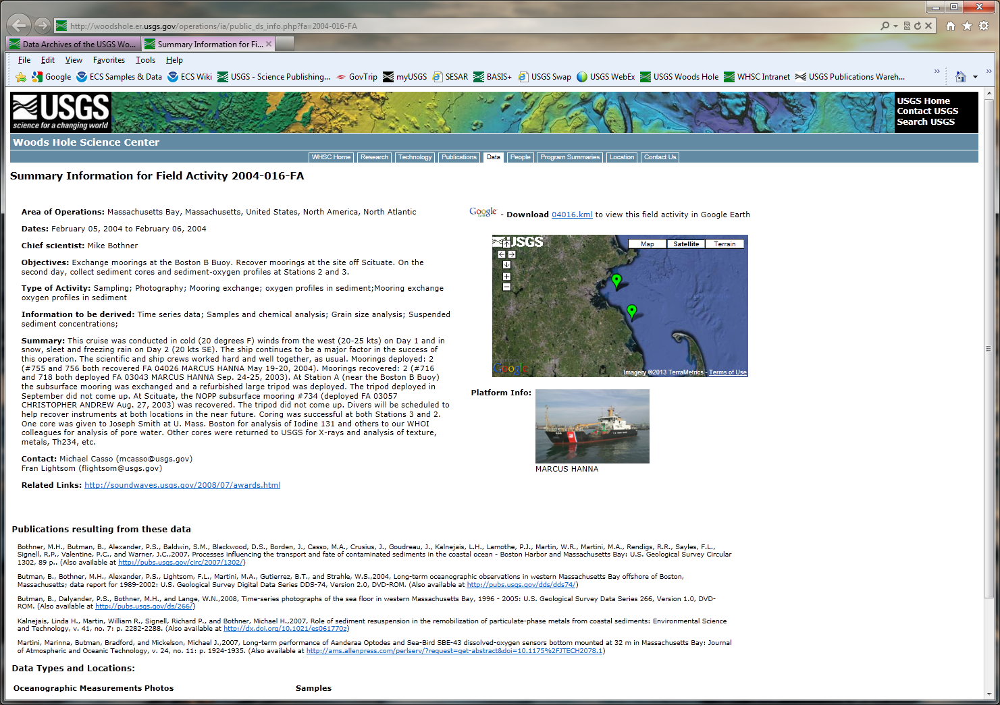 http://woodshole.er.usgs.gov/operations/ia/public_ds_info.php?fa=2004-016-FA
Data Archives of the USGS Wo...
Summary Information for Fi...
File Edit View Favorites Tools Help
Google ECS Samples & Data ECS Wiki USGS - Science Publishing... GovTrip myUSGS SESAR BASIS+ USGS Swap USGS WebEx USGS Woods Hole WHSC Intranet USGS Publications Wareh...
USGS
science for a changing world
USGS Home
Contact USGS
Search USGS
Woods Hole Science Center
WHSC Home Research Technology Publications Data People Program Summaries Location Contact Us
Summary Information for Field Activity 2004-016-FA
Area of Operations: Massachusetts Bay, Massachusetts, United States, North America, North Atlantic
Dates: February 05, 2004 to February 06, 2004
Chief scientist: Mike Bothner
Objectives: Exchange moorings at the Boston B Buoy. Recover moorings at the site off Scituate. On the
second day, collect sediment cores and sediment-oxygen profiles at Stations 2 and 3.
Type of Activity: Sampling; Photography; Mooring exchange; oxygen profiles in sediment;Mooring exchange
oxygen profiles in sediment
Information to be derived: Time series data; Samples and chemical analysis; Grain size analysis; Suspended
sediment concentrations;
Summary: This cruise was conducted in cold (20 degrees F) winds from the west (20-25 kts) on Day 1 and in
snow, sleet and freezing rain on Day 2 (20 kts SE). The ship continues to be a major factor in the success of
this operation. The scientific and ship crews worked hard and well together, as usual. Moorings deployed: 2
(#755 and 756 both recovered FA 04026 MARCUS HANNA May 19-20, 2004). Moorings recovered: 2 (#716
and 718 both deployed FA 03043 MARCUS HANNA Sep. 24-25, 2003). At Station A (near the Boston B Buoy)
the subsurface mooring was exchanged and a refurbished large tripod was deployed. The tripod deployed in
September did not come up. At Scituate, the NOPP subsurface mooring #734 (deployed FA 03057
CHRISTOPHER ANDREW Aug. 27, 2003) was recovered. The tripod did not come up. Divers will be scheduled to
help recover instruments at both locations in the near future. Coring was successful at both Stations 3 and 2.
One core was given to Joseph Smith at U. Mass. Boston for analysis of Iodine 131 and others to our WHOI
colleagues for analysis of pore water. Other cores were returned to USGS for X-rays and analysis of texture,
metals, Th234, etc.
Contact: Michael Casso (mcasso@usgs.gov)
Fran Lightsom (flightsom@usgs.gov)
Related Links: http://soundwaves.usgs.gov/2008/07/awards.html
Google - Download 04016.kml to view this field activity in Google Earth
USGS
Map Satellite Terrain
Google
Imagery ©2013 TerraMetrics - Terms of Use
Platform Info:
MARCUS HANNA
Publications resulting from these data
Bothner, M.H., Butman, B., Alexander, P.S., Baldwin, S.M., Blackwood, D.S., Borden, J., Casso, M.A., Crusius, J., Goudreau, J., Kalnejais, L.H., Lamothe, P.J., Martin, W.R., Martini, M.A., Rendigs, R.R., Sayles, F.L.,
Signell, R.P., Valentine, P.C., and Warner, J.C.,2007, Processes influencing the transport and fate of contaminated sediments in the coastal ocean - Boston Harbor and Massachusetts Bay: U.S. Geological Survey Circular
1302, 89 p.. (Also available at http://pubs.usgs.gov/circ/2007/1302/)
Butman, B., Bothner, M.H., Alexander, P.S., Lightsom, F.L., Martini, M.A., Gutierrez, B.T., and Strahle, W.S.,2004, Long-term oceanographic observations in western Massachusetts Bay offshore of Boston,
Massachusetts; data report for 1989-2002: U.S. Geological Survey Digital Data Series DDS-74, Version 2.0, DVD-ROM. (Also available at http://pubs.usgs.gov/dds/dds74/)
Butman, B., Dalyander, P.S., Bothner, M.H., and Lange, W.N.,2008, Time-series photographs of the sea floor in western Massachusetts Bay, 1996 - 2005: U.S. Geological Survey Data Series 266, Version 1.0, DVD-
ROM. (Also available at http://pubs.usgs.gov/ds/266/)
Kalnejais, Linda H., Martin, William R., Signell, Richard P., and Bothner, Michael H.,2007, Role of sediment resuspension in the remobilization of particulate-phase metals from coastal sediments: Environmental Science
and Technology, v. 41, no. 7: p. 2282-2288. (Also available at http://dx.doi.org/10.1021/es061770z)
Martini, Marinna, Butman, Bradford, and Mickelson, Michael J.,2007, Long-term performance of Aanderaa Optodes and Sea-Bird SBE-43 dissolved-oxygen sensors bottom mounted at 32 m in Massachusetts Bay: Journal
of Atmospheric and Oceanic Technology, v. 24, no. 11: p. 1924-1935. (Also available at http://ams.allenpress.com/perlserv/?request=get-abstract&doi=10.1175%2FJTECH2078.1)
Data Types and Locations:
Oceanographic Measurements Photos Samples